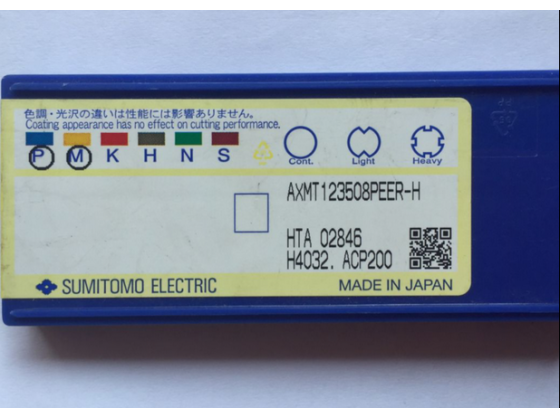 色調・光沢の違いは性能には影響ありません。
Coating appearance has no effect on cutting performance.
P M K H N S
Cont. Light Heavy
AXMT123508PEER-H
HTA 02846
H4032. ACP200
SUMITOMO ELECTRIC
MADE IN JAPAN